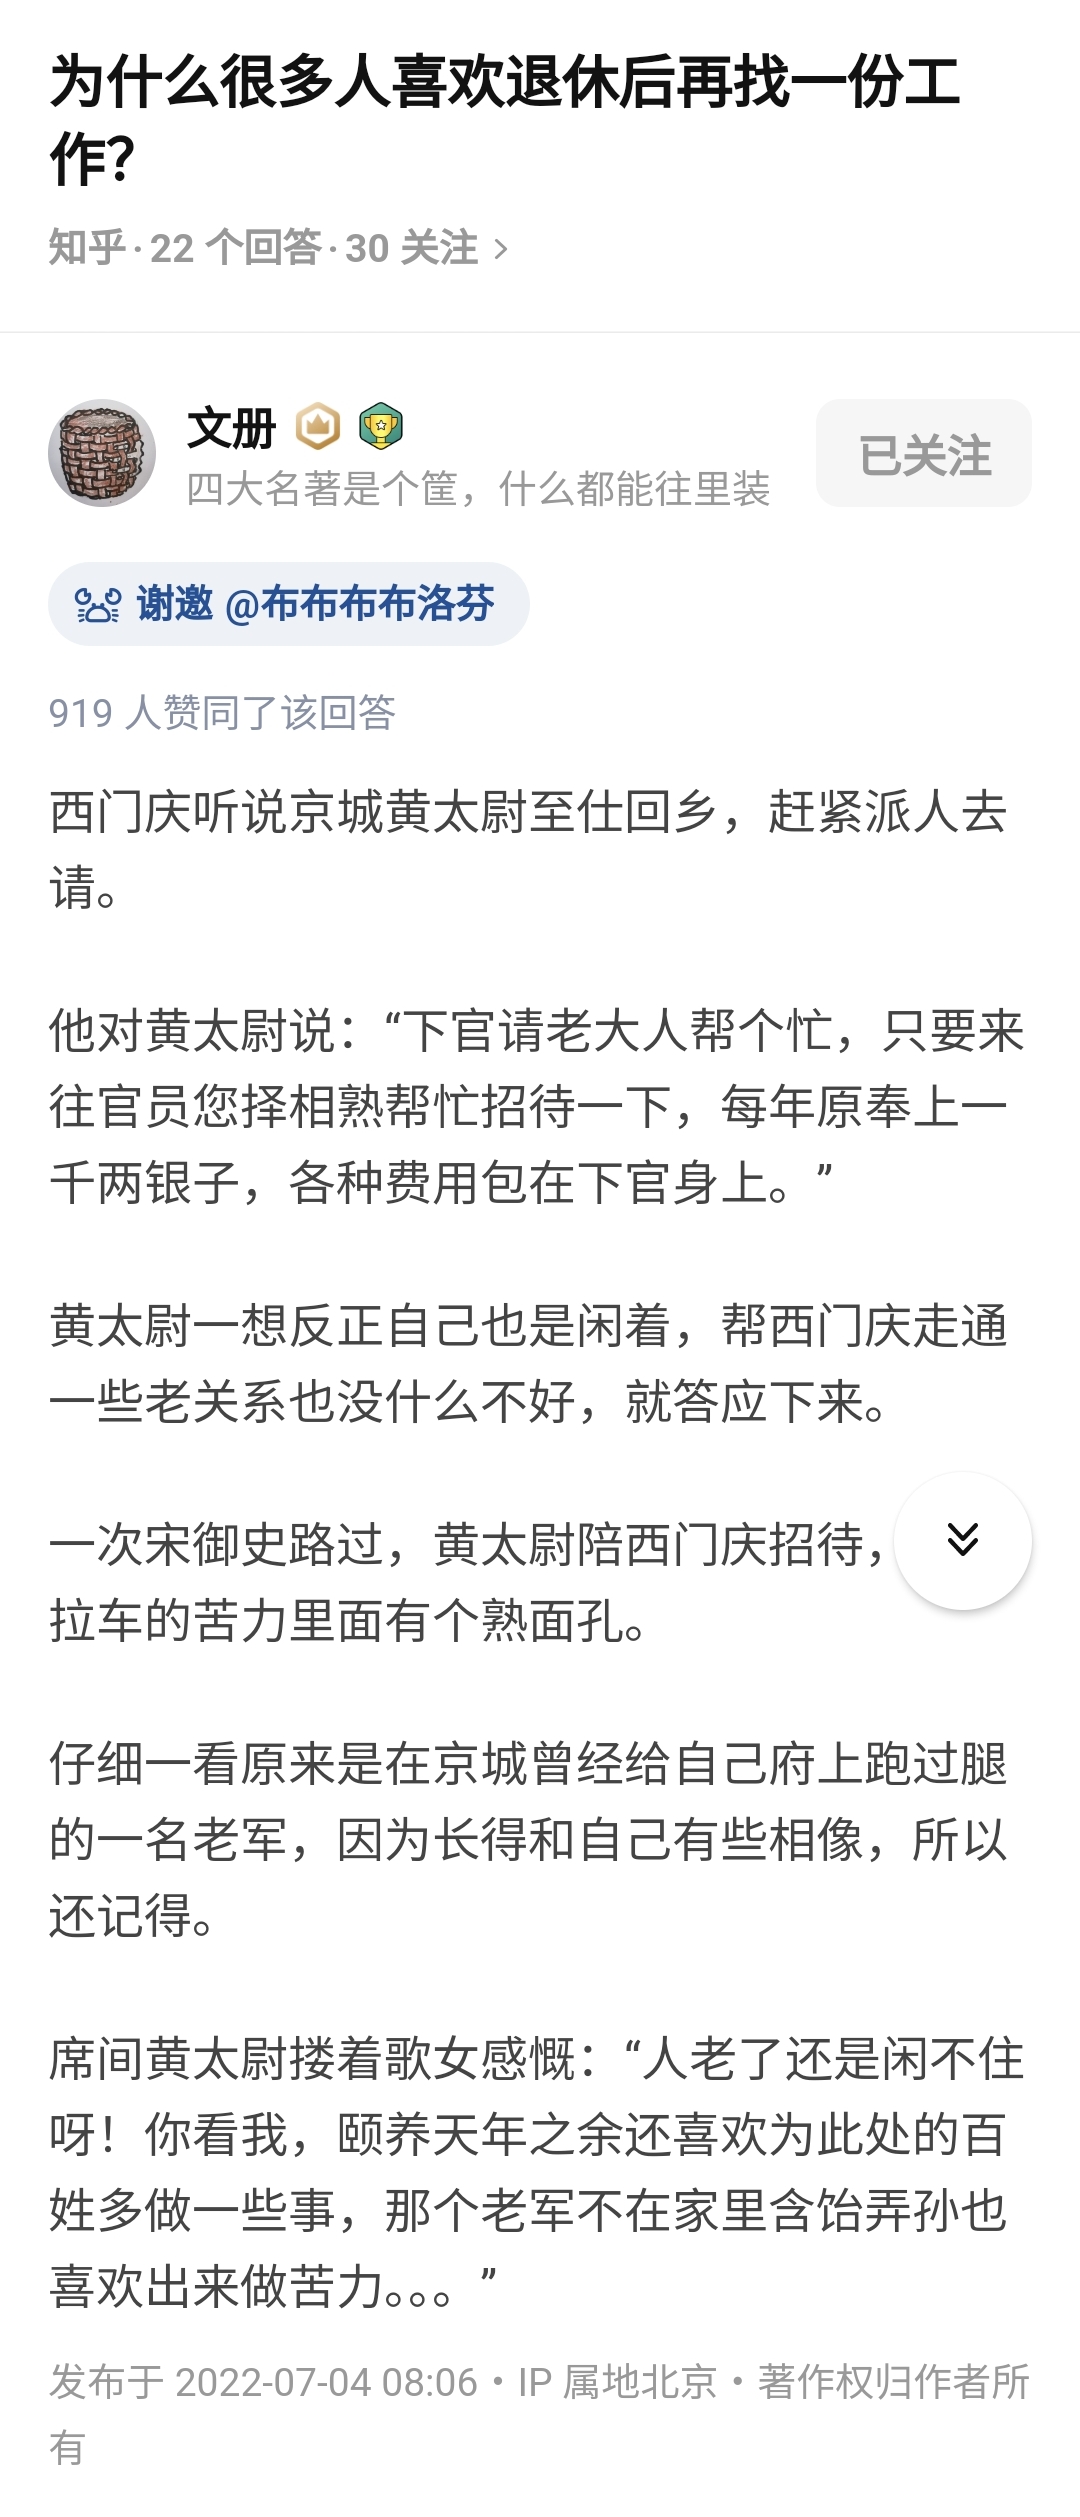 为什么很多人喜欢退休后再找一份工
作？
知乎·22 个回答·30 关注 >
文册
四大名著是个筐，什么都能往里装
已关注
谢邀 @布布布布洛芬
919 人赞同了该回答
西门庆听说京城黄太尉至仕回乡，赶紧派人去
请。
他对黄太尉说：“下官请老大人帮个忙，只要来
往官员您择相熟帮忙招待一下，每年原奉上一
千两银子，各种费用包在下官身上。”
黄太尉一想反正自己也是闲着，帮西门庆走通
一些老关系也没什么不好，就答应下来。
一次宋御史路过，黄太尉陪西门庆招待，
拉车的苦力里面有个熟面孔。
仔细一看原来是在京城曾经给自己府上跑过腿
的一名老军，因为长得和自己有些相像，所以
还记得。
席间黄太尉搂着歌女感慨：“人老了还是闲不住
呀！你看我，颐养天年之余还喜欢为此处的百
姓多做一些事，那个老军不在家里含饴弄孙也
喜欢出来做苦力。。。”
发布于 2022-07-04 08:06・IP 属地北京・著作权归作者所
有